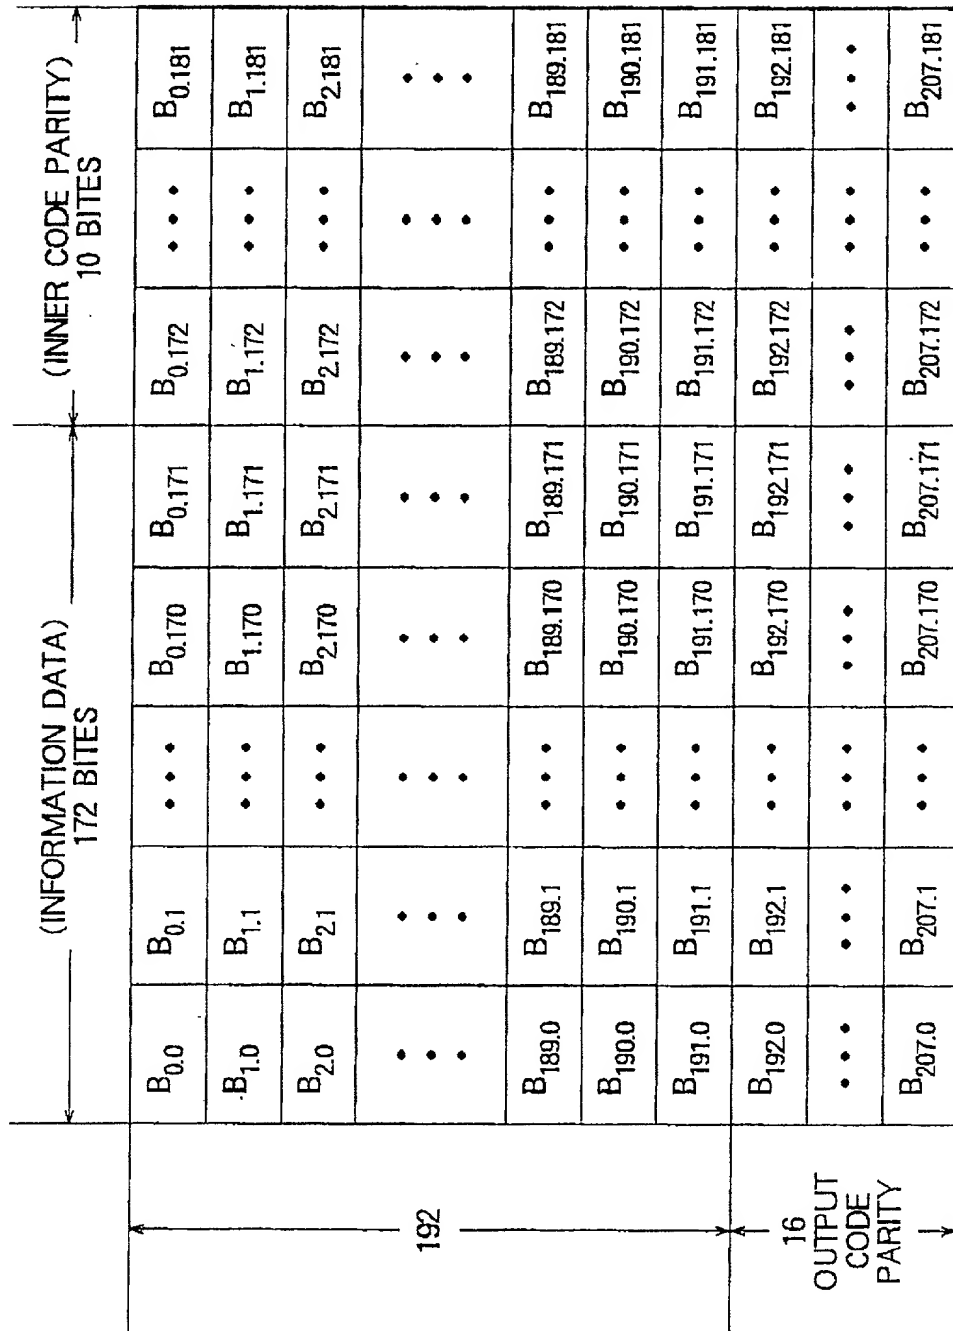 (INFORMATION DATA)
172 BITES
(INNER CODE PARITY)
10 BITES
B0.0 B0.1 ••• B0.170 B0.171 B0.172 ••• B0.181
B1.0 B1.1 ••• B1.170 B1.171 B1.172 ••• B1.181
B2.0 B2.1 ••• B2.170 B2.171 B2.172 ••• B2.181
••• ••• ••• ••• ••• ••• ••• •••
B189.0 B189.1 ••• B189.170 B189.171 B189.172 ••• B189.181
B190.0 B190.1 ••• B190.170 B190.171 B190.172 ••• B190.181
B191.0 B191.1 ••• B191.170 B191.171 B191.172 ••• B191.181
B192.0 B192.1 ••• B192.170 B192.171 B192.172 ••• B192.181
••• ••• ••• ••• ••• ••• ••• •••
B207.0 B207.1 ••• B207.170 B207.171 B207.172 ••• B207.181
192
16
OUTPUT
CODE
PARITY